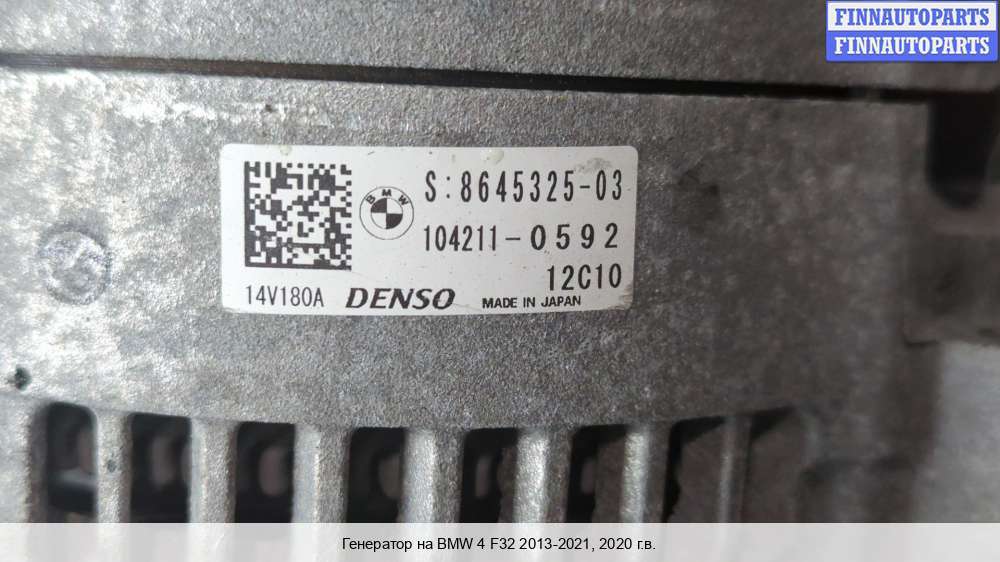 FINNAUTOPARTS
FINNAUTOPARTS
BMW
S:8645325-03
104211-0592
12C10
14V180A DENSO MADE IN JAPAN
Генератор на BMW 4 F32 2013-2021, 2020 г.в.